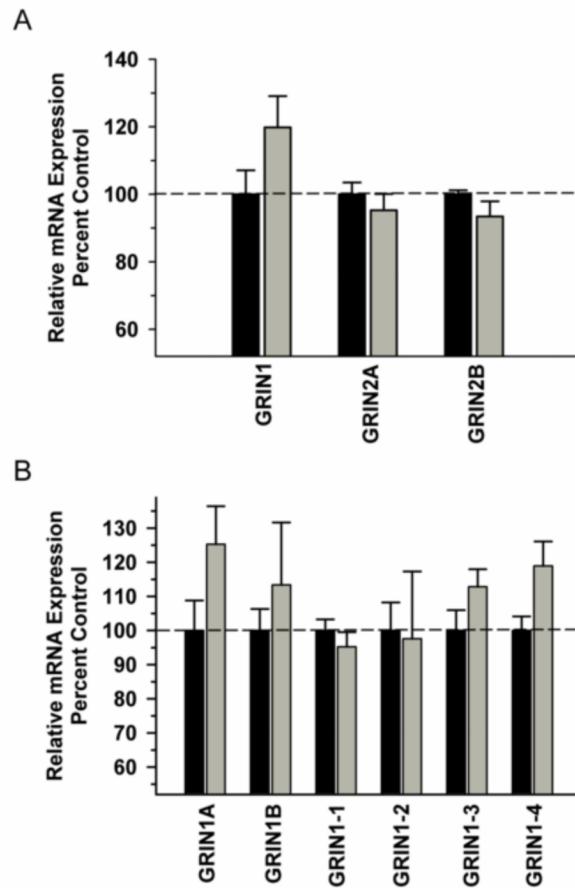 A
Relative mRNA Expression
Percent Control
140
120
100
80
60
GRIN1
GRIN2A
GRIN2B
B
Relative mRNA Expression
Percent Control
130
120
110
100
90
80
70
60
GRIN1A
GRIN1B
GRIN1-1
GRIN1-2
GRIN1-3
GRIN1-4